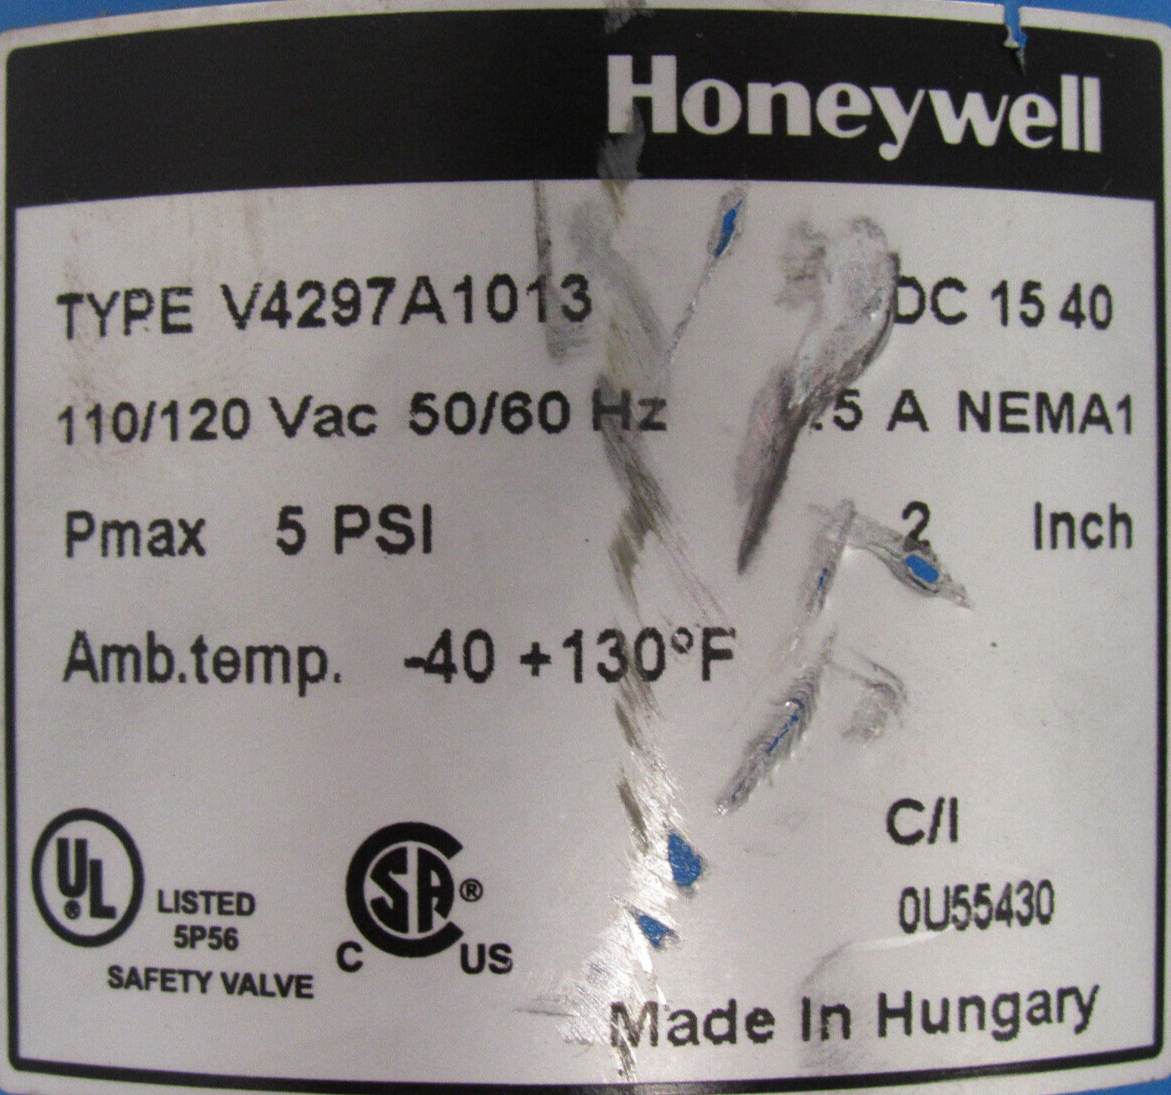 Honeywell
TYPE V4297A1013 DC 15 40
110/120 Vac 50/60 Hz .5 A NEMA1
Pmax 5 PSI 2 Inch
Amb.temp. -40 +130°F
C/I
UL® LISTED 5P56 SAFETY VALVE
C SA® US
0U55430
Made In Hungary